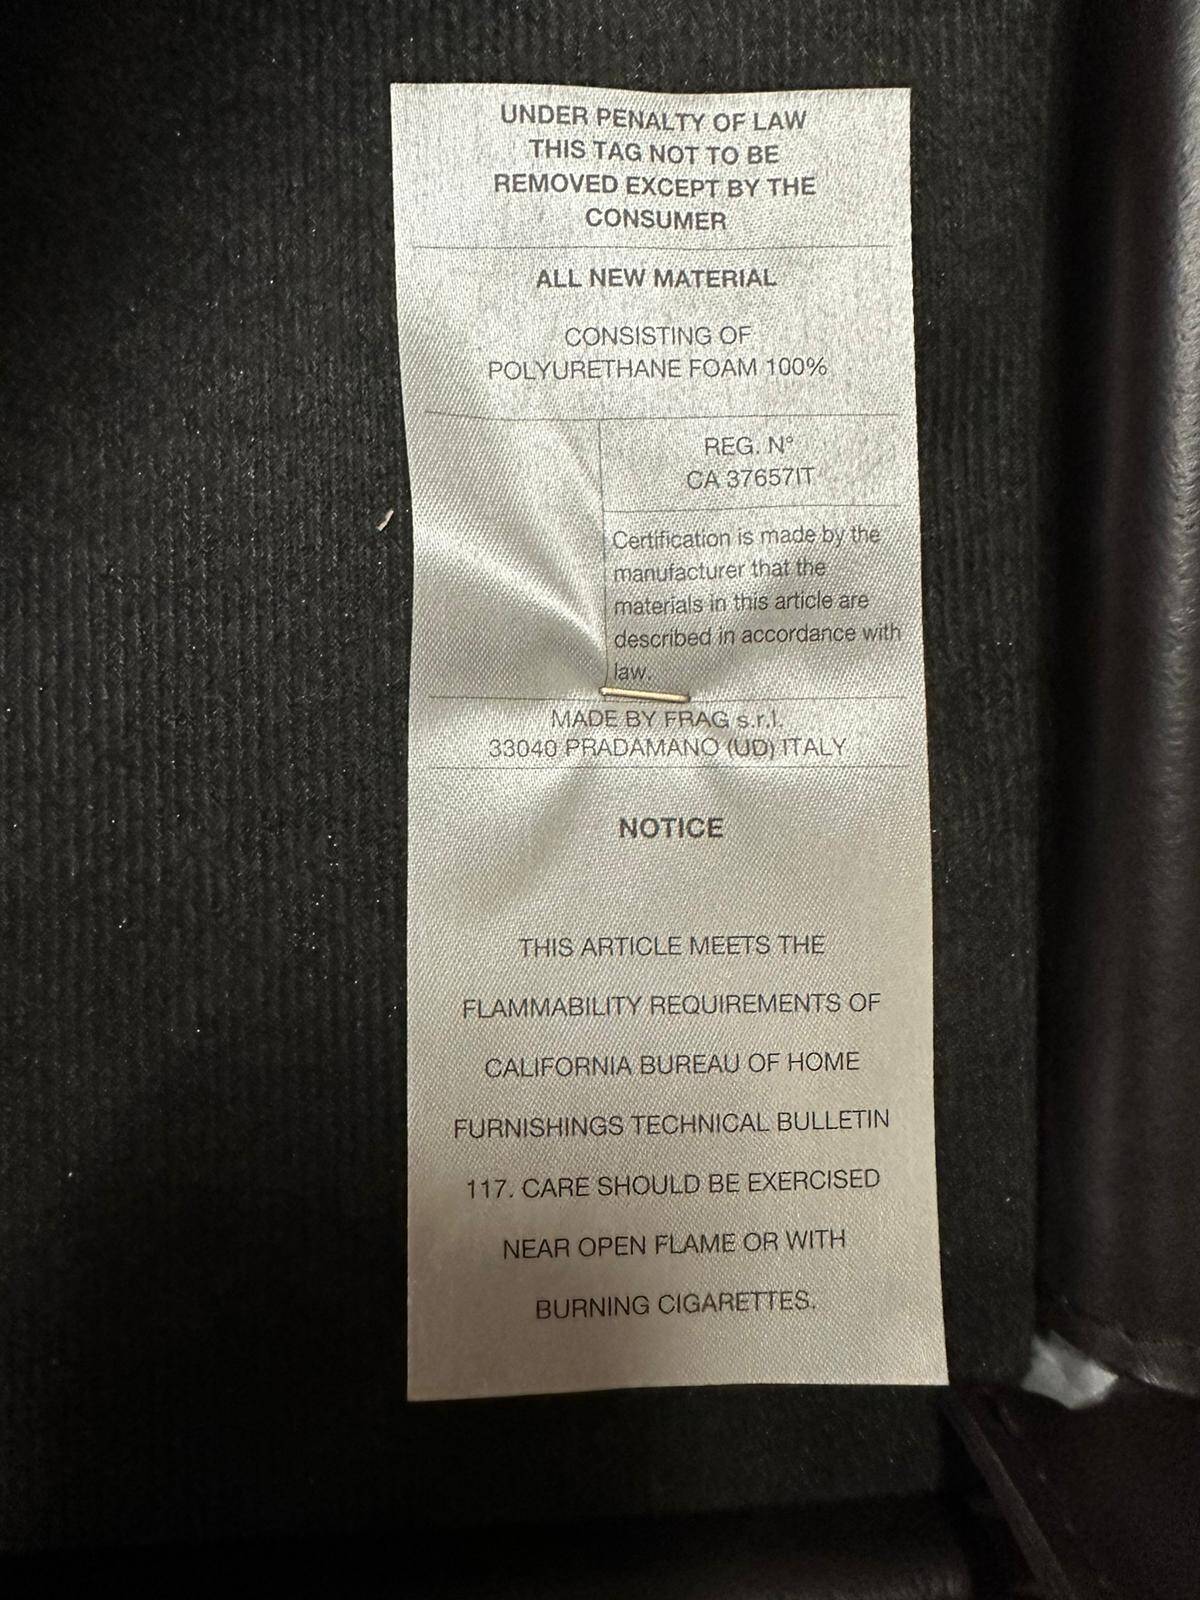 UNDER PENALTY OF LAW
THIS TAG NOT TO BE
REMOVED EXCEPT BY THE
CONSUMER
ALL NEW MATERIAL
CONSISTING OF
POLYURETHANE FOAM 100%
REG. N°
CA 37657IT
Certification is made by the
manufacturer that the
materials in this article are
described in accordance with
law.
MADE BY FRAG s.r.l.
33040 PRADAMANO (UD) ITALY
NOTICE
THIS ARTICLE MEETS THE
FLAMMABILITY REQUIREMENTS OF
CALIFORNIA BUREAU OF HOME
FURNISHINGS TECHNICAL BULLETIN
117. CARE SHOULD BE EXERCISED
NEAR OPEN FLAME OR WITH
BURNING CIGARETTES.